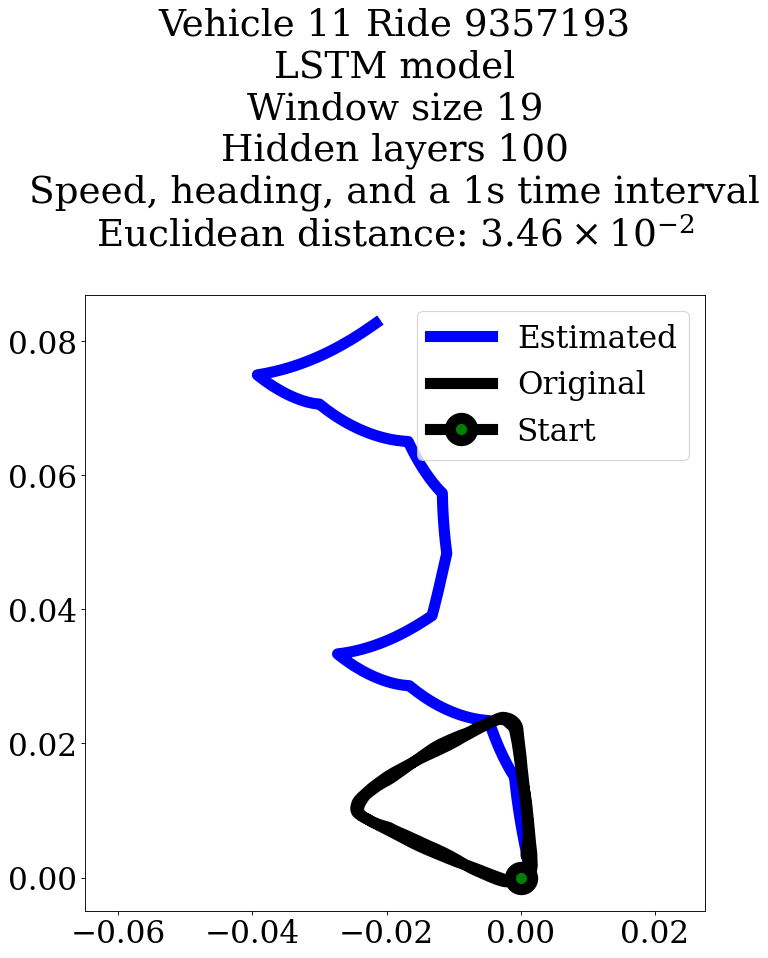 Vehicle 11 Ride 9357193
LSTM model
Window size 19
Hidden layers 100
Speed, heading, and a 1s time interval
Euclidean distance: 3.46 × 10⁻²
Estimated
Original
Start
0.08
0.06
0.04
0.02
0.00
−0.06 −0.04 −0.02 0.00 0.02